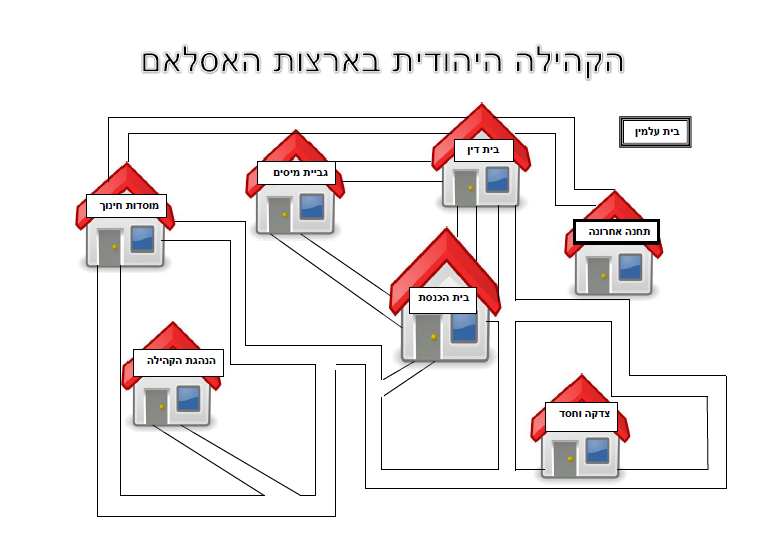 הקהילה היהודית בארצות האסלאם
בית עלמין
בית דין
גביית מיסים
מוסדות חינוך
תחנה אחרונה
בית הכנסת
הנהגת הקהילה
צדקה וחסד